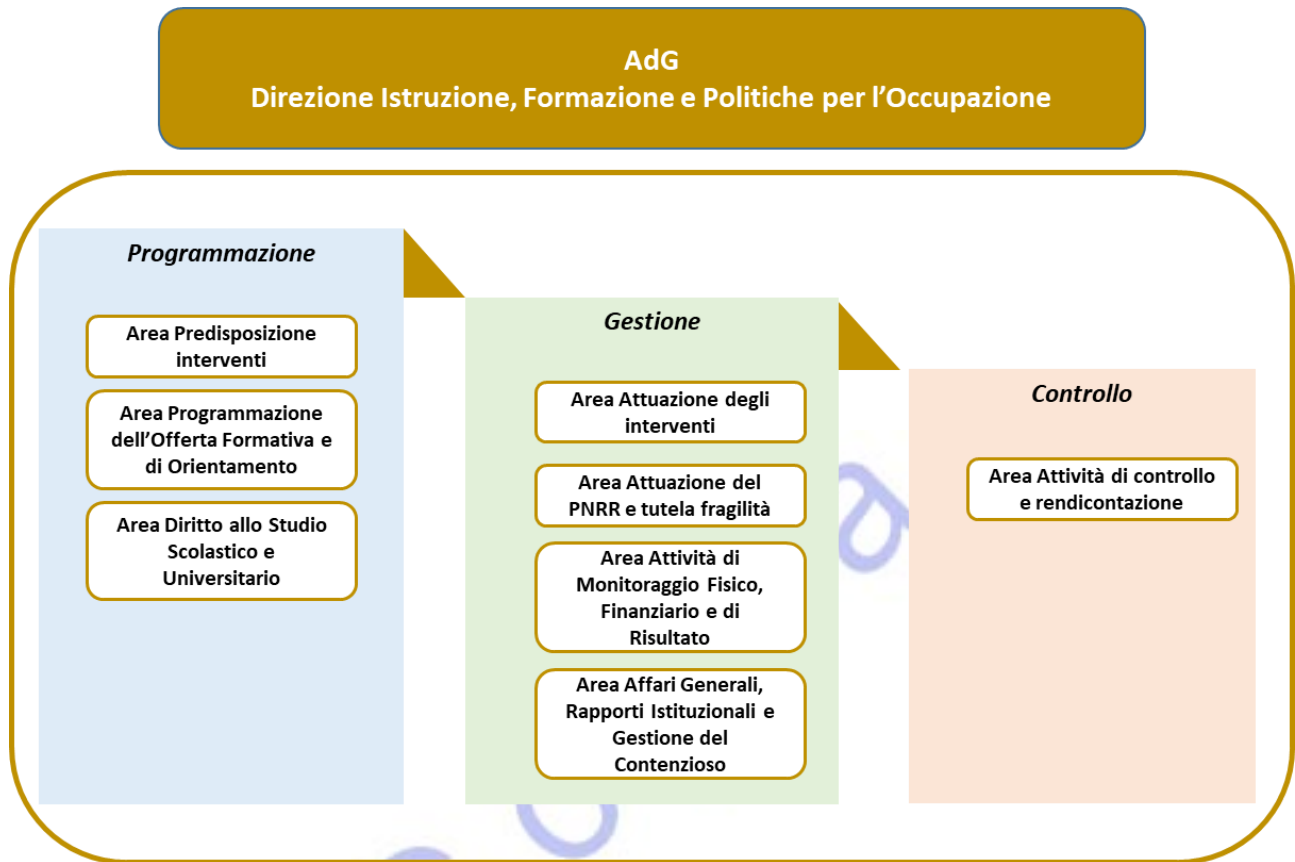 AdG
Direzione Istruzione, Formazione e Politiche per l’Occupazione
Programmazione
Area Predisposizione
interventi
Area Programmazione
dell’Offerta Formativa e
di Orientamento
Area Diritto allo Studio
Scolastico e
Universitario
Gestione
Area Attuazione degli
interventi
Area Attuazione del
PNRR e tutela fragilità
Area Attività di
Monitoraggio Fisico,
Finanziario e di
Risultato
Area Affari Generali,
Rapporti Istituzionali e
Gestione del
Contenzioso
Controllo
Area Attività di controllo
e rendicontazione